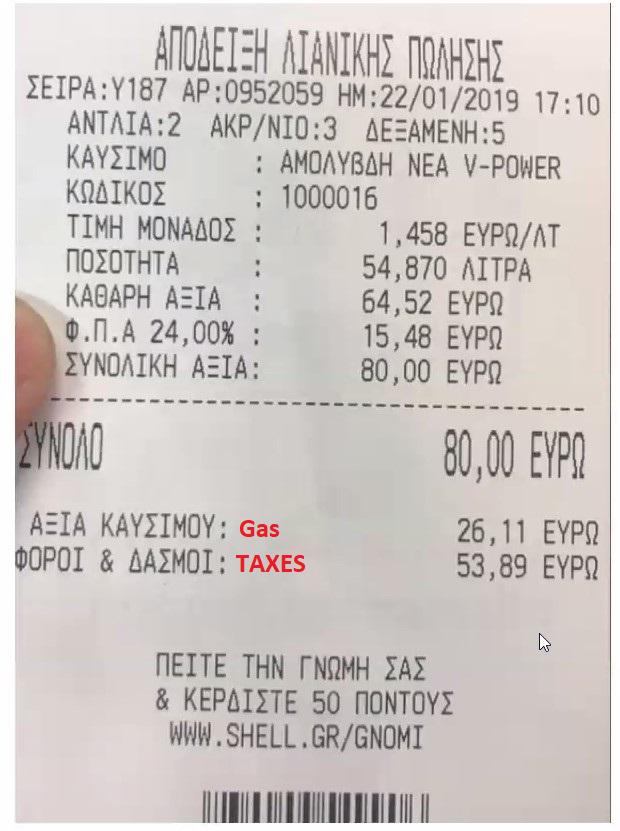 ΑΠΟΔΕΙΞΗ ΛΙΑΝΙΚΗΣ ΠΩΛΗΣΗΣ
ΣΕΙΡΑ:Υ187 ΑΡ:0952059 ΗΜ:22/01/2019 17:10
ΑΝΤΛΙΑ:2 ΑΚΡ/ΝΙΟ:3 ΔΕΞΑΜΕΝΗ:5
ΚΑΥΣΙΜΟ : ΑΜΟΛΥΒΔΗ ΝΕΑ V-POWER
ΚΩΔΙΚΟΣ : 1000016
ΤΙΜΗ ΜΟΝΑΔΟΣ : 1,458 ΕΥΡΩ/ΛΤ
ΠΟΣΟΤΗΤΑ : 54,870 ΛΙΤΡΑ
ΚΑΘΑΡΗ ΑΞΙΑ : 64,52 ΕΥΡΩ
Φ.Π.Α 24,00% : 15,48 ΕΥΡΩ
ΣΥΝΟΛΙΚΗ ΑΞΙΑ: 80,00 ΕΥΡΩ
ΣΥΝΟΛΟ 80,00 ΕΥΡΩ
ΑΞΙΑ ΚΑΥΣΙΜΟΥ: Gas 26,11 ΕΥΡΩ
ΦΟΡΟΙ & ΔΑΣΜΟΙ: TAXES 53,89 ΕΥΡΩ
ΠΕΙΤΕ ΤΗΝ ΓΝΩΜΗ ΣΑΣ
& ΚΕΡΔΙΣΤΕ 50 ΠΟΝΤΟΥΣ
WWW.SHELL.GR/GNOMI